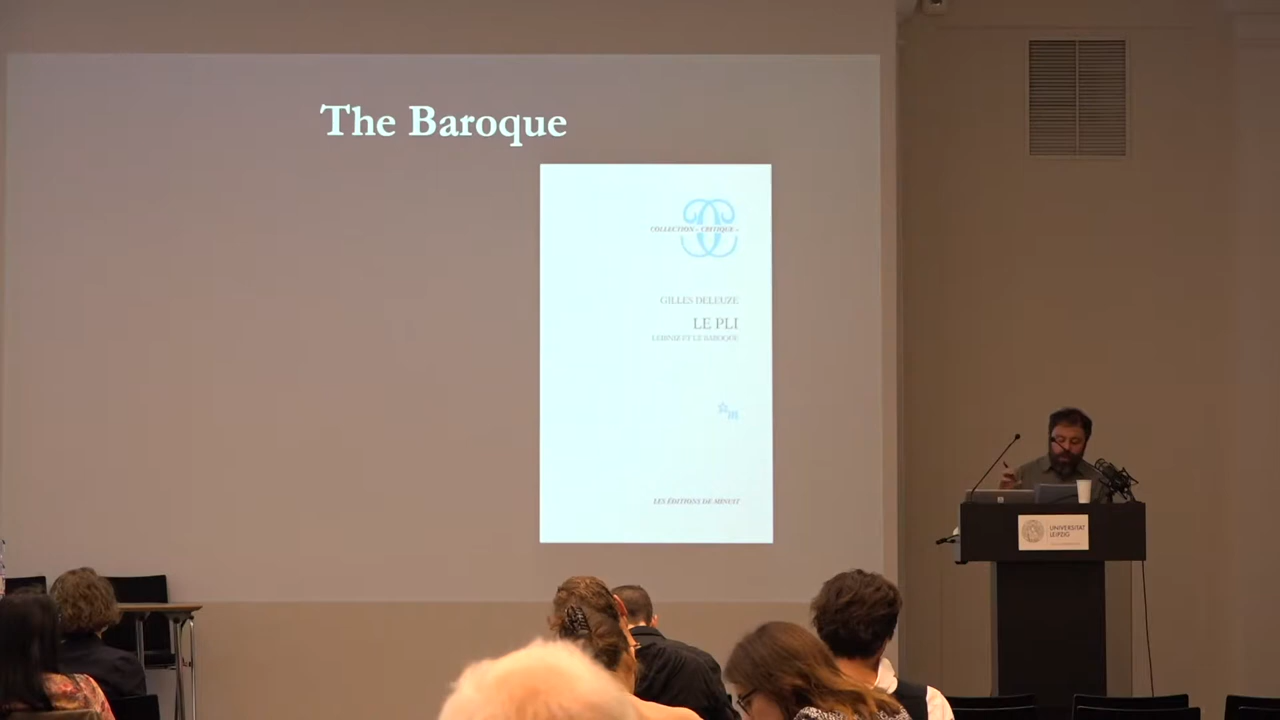 The Baroque
COLLECTION « CRITIQUE »
GILLES DELEUZE
LE PLI
LEIBNIZ ET LE BAROQUE
m
LES ÉDITIONS DE MINUIT
UNIVERSITÄT
LEIPZIG